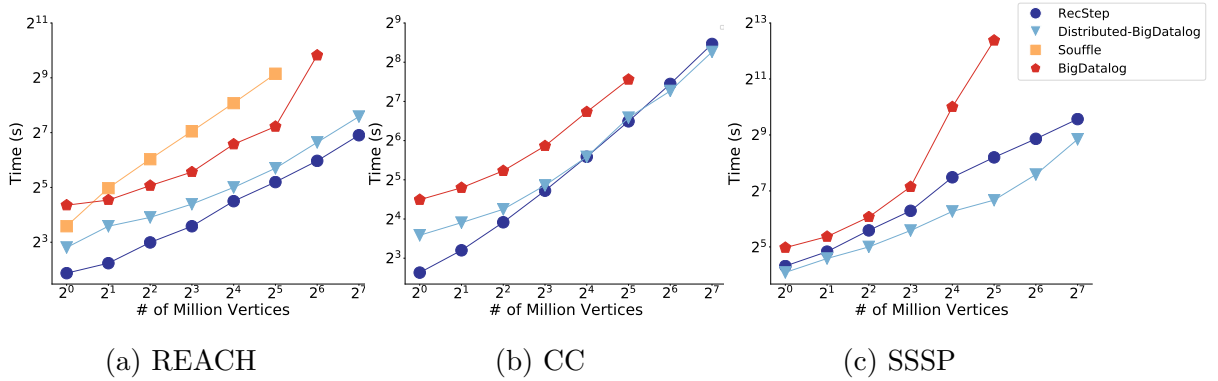 RecStep
Distributed-BigDatalog
Souffle
BigDatalog
Time (s)
2^11
2^9
2^7
2^5
2^3
2^0 2^1 2^2 2^3 2^4 2^5 2^6 2^7
# of Million Vertices
(a) REACH
Time (s)
2^9
2^8
2^7
2^6
2^5
2^4
2^3
2^0 2^1 2^2 2^3 2^4 2^5 2^6 2^7
# of Million Vertices
(b) CC
Time (s)
2^13
2^11
2^9
2^7
2^5
2^0 2^1 2^2 2^3 2^4 2^5 2^6 2^7
# of Million Vertices
(c) SSSP